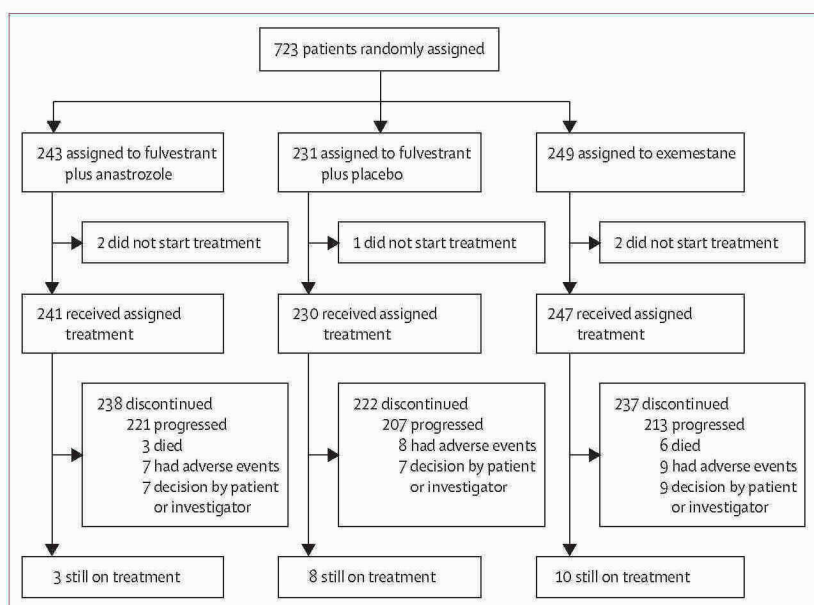 723 patients randomly assigned
243 assigned to fulvestrant
plus anastrozole
231 assigned to fulvestrant
plus placebo
249 assigned to exemestane
2 did not start treatment
1 did not start treatment
2 did not start treatment
241 received assigned
treatment
230 received assigned
treatment
247 received assigned
treatment
238 discontinued
221 progressed
3 died
7 had adverse events
7 decision by patient
or investigator
222 discontinued
207 progressed
8 had adverse events
7 decision by patient
or investigator
237 discontinued
213 progressed
6 died
9 had adverse events
9 decision by patient
or investigator
3 still on treatment
8 still on treatment
10 still on treatment